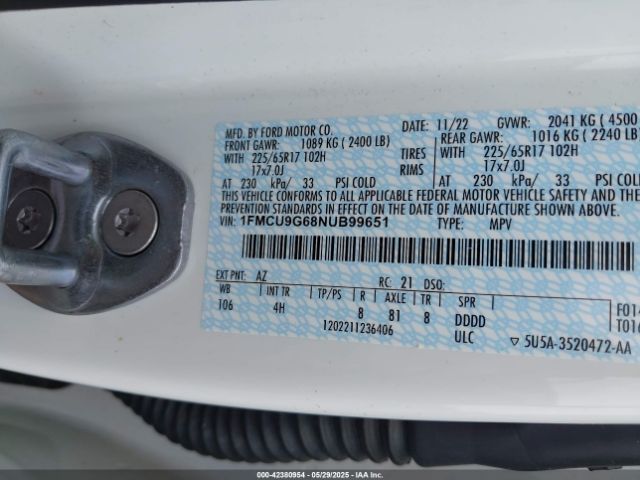 MFD. BY FORD MOTOR CO. DATE: 11/22 GVWR: 2041 KG ( 4500
FRONT GAWR: 1089 KG ( 2400 LB) REAR GAWR: 1016 KG ( 2240 LB)
WITH 225/65R17 102H TIRES WITH 225/65R17 102H
17x7.0J RIMS 17x7.0J
AT 230 kPa/ 33 PSI COLD AT 230 kPa/ 33 PSI COLD
THIS VEHICLE CONFORMS TO ALL APPLICABLE FEDERAL MOTOR VEHICLE SAFETY AND
PREVENTION STANDARDS IN EFFECT ON THE DATE OF MANUFACTURE SHOWN ABOVE.
VIN: 1FMCU9G68NUB99651 TYPE: MPV
EXT PNT: AZ RC: 21 DSO:
WB INT TR TP/PS R AXLE TR SPR
106 4H 8 81 8 DDDD
1202211236406 ULC
F014
T016
▽ 5U5A-3520472-AA
000-42380954 | 05/29/2025 | IAAI.COM